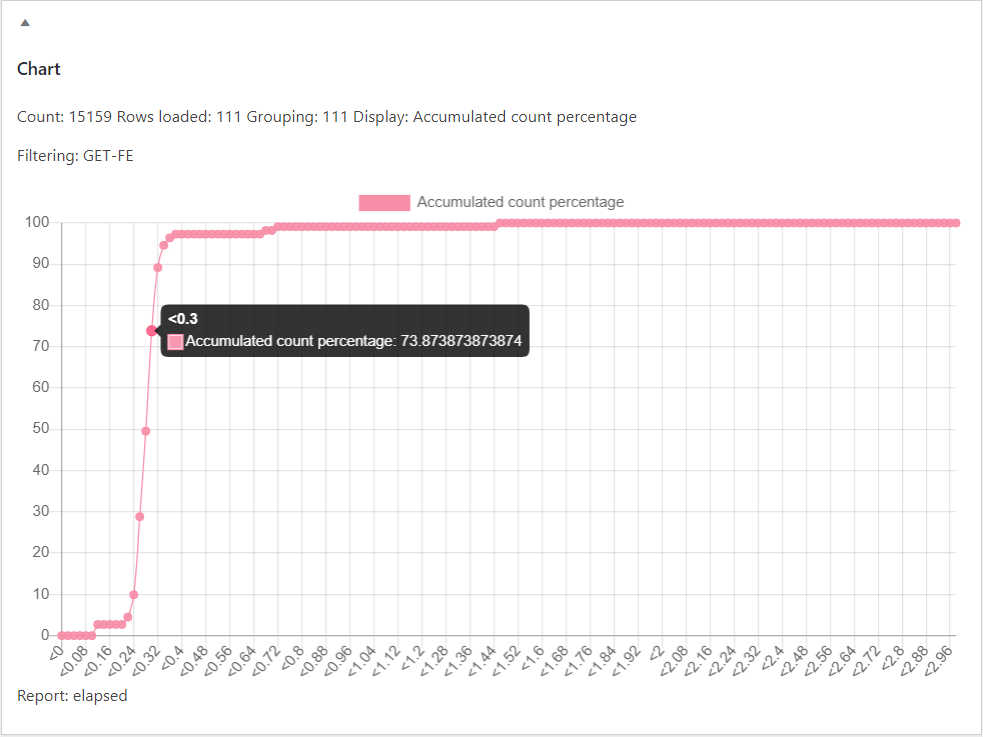 ▲
Chart
Count: 15159 Rows loaded: 111 Grouping: 111 Display: Accumulated count percentage
Filtering: GET-FE
Accumulated count percentage
100
90
80
<0.3
Accumulated count percentage: 73.873873873874
70
60
50
40
30
20
10
0
<0 <0.08 <0.16 <0.24 <0.32 <0.4 <0.48 <0.56 <0.64 <0.72 <0.8 <0.88 <0.96 <1.04 <1.12 <1.2 <1.28 <1.36 <1.44 <1.52 <1.6 <1.68 <1.76 <1.84 <1.92 <2 <2.08 <2.16 <2.24 <2.32 <2.4 <2.48 <2.56 <2.64 <2.72 <2.8 <2.88 <2.96
Report: elapsed